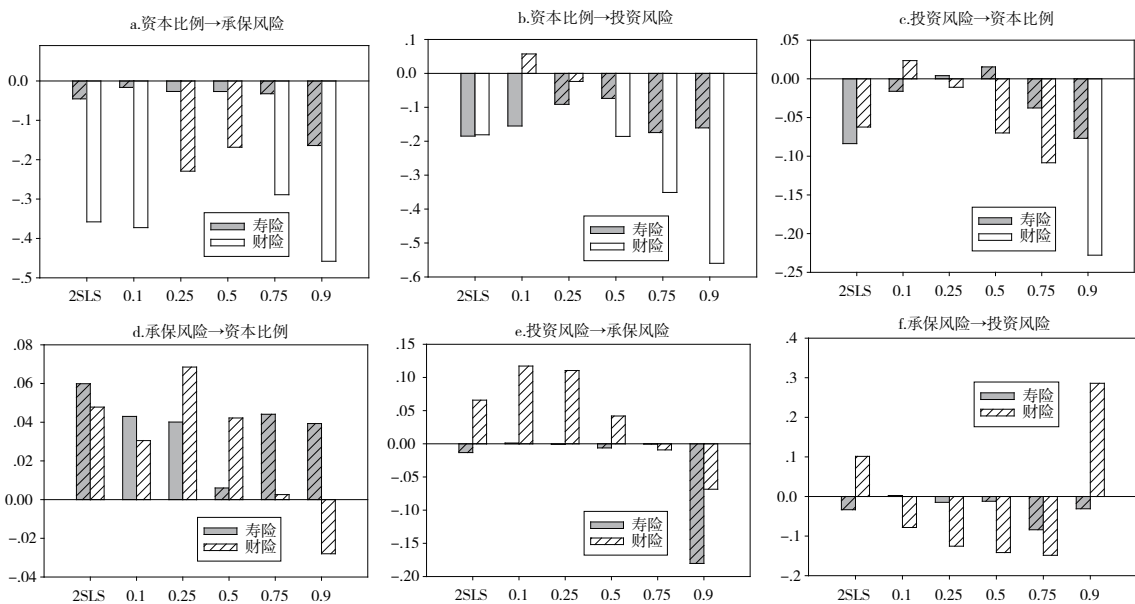 a.资本比例→承保风险
0.0
-.1
-.2
-.3
-.4
-.5
寿险
财险
2SLS 0.1 0.25 0.5 0.75 0.9
b.资本比例→投资风险
.1
0.0
-.1
-.2
-.3
-.4
-.5
-.6
寿险
财险
2SLS 0.1 0.25 0.5 0.75 0.9
c.投资风险→资本比例
.05
0.00
-.05
-.10
-.15
-.20
-.25
寿险
财险
2SLS 0.1 0.25 0.5 0.75 0.9
d.承保风险→资本比例
.08
.06
.04
.02
0.00
-.02
-.04
寿险
财险
2SLS 0.1 0.25 0.5 0.75 0.9
e.投资风险→承保风险
.15
.10
.05
0.00
-.05
-.10
-.15
-.20
寿险
财险
2SLS 0.1 0.25 0.5 0.75 0.9
f.承保风险→投资风险
.4
.3
.2
.1
0.0
-.1
-.2
寿险
财险
2SLS 0.1 0.25 0.5 0.75 0.9